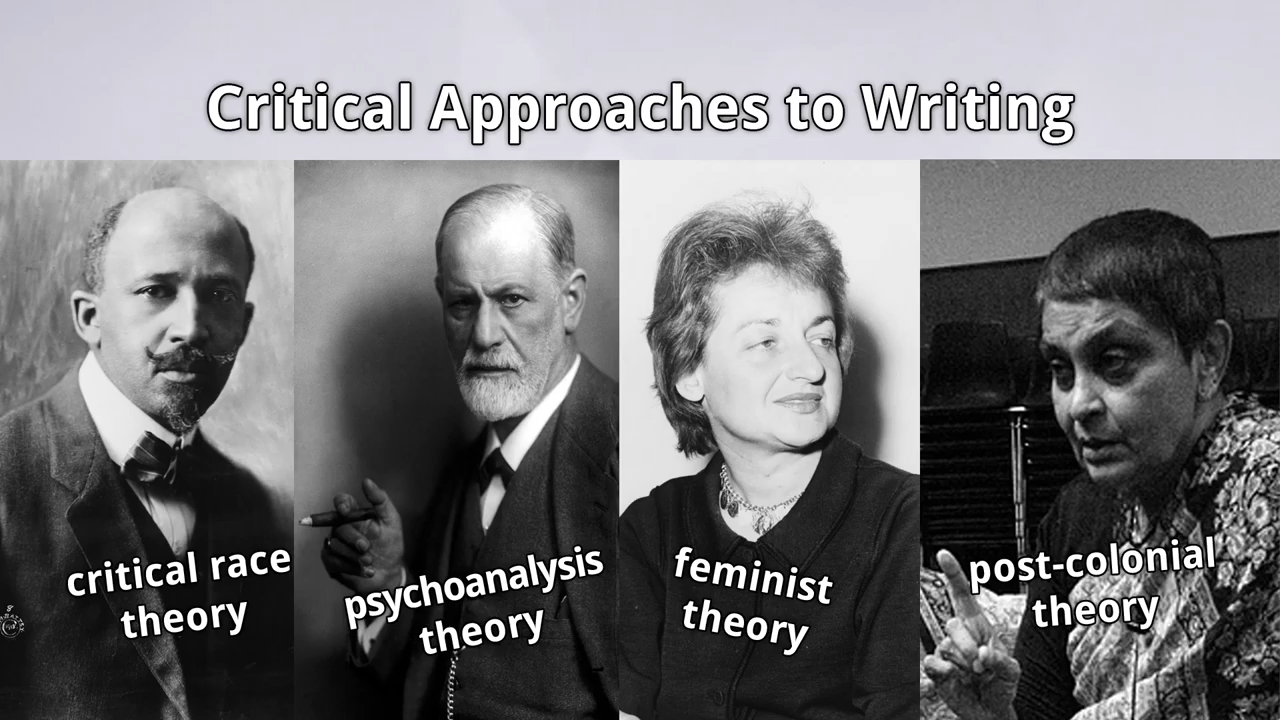 Critical Approaches to Writing
critical race
theory
psychoanalysis
theory
feminist
theory
post-colonial
theory